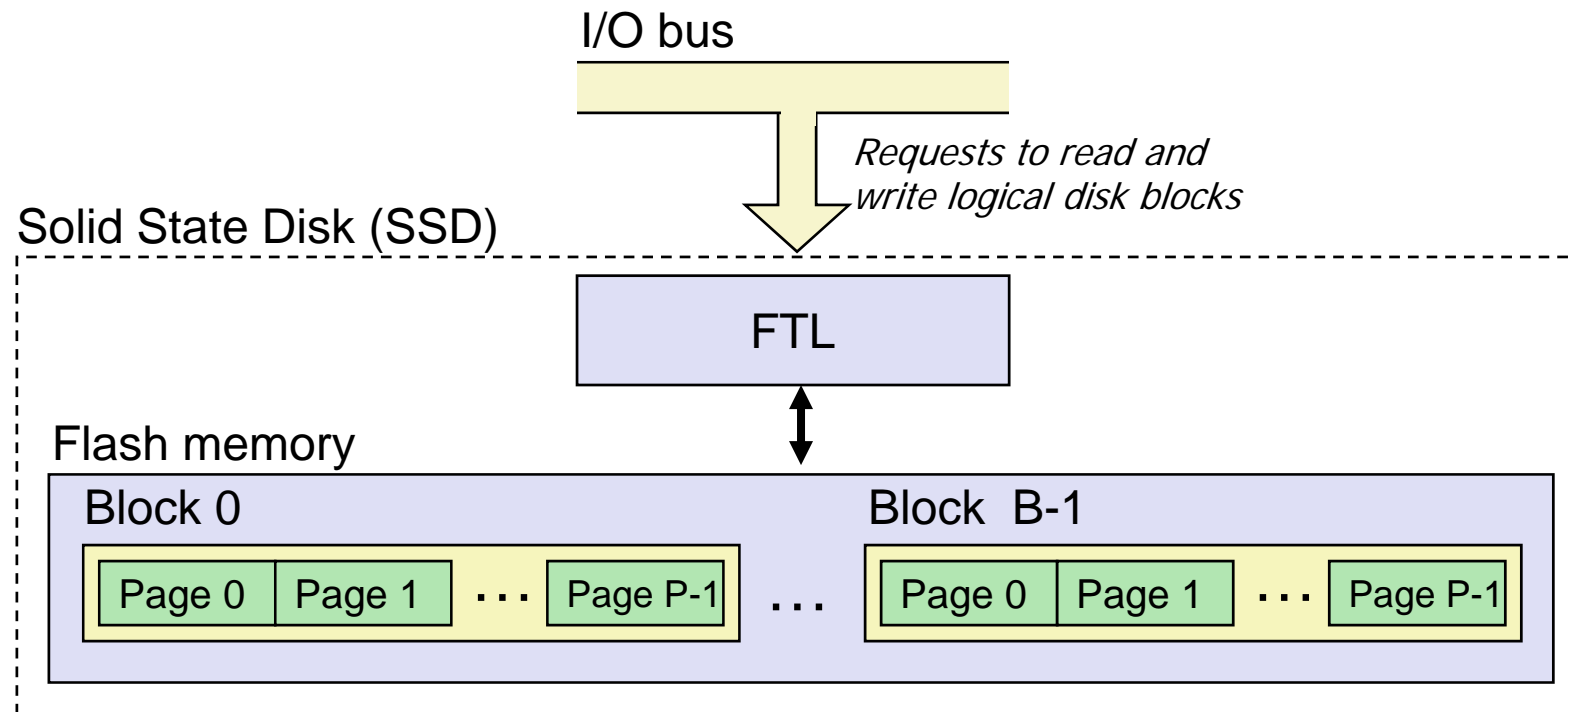 I/O bus
Requests to read and
write logical disk blocks
Solid State Disk (SSD)
FTL
Flash memory
Block 0
Block B-1
Page 0 Page 1 ... Page P-1 ... Page 0 Page 1 ... Page P-1